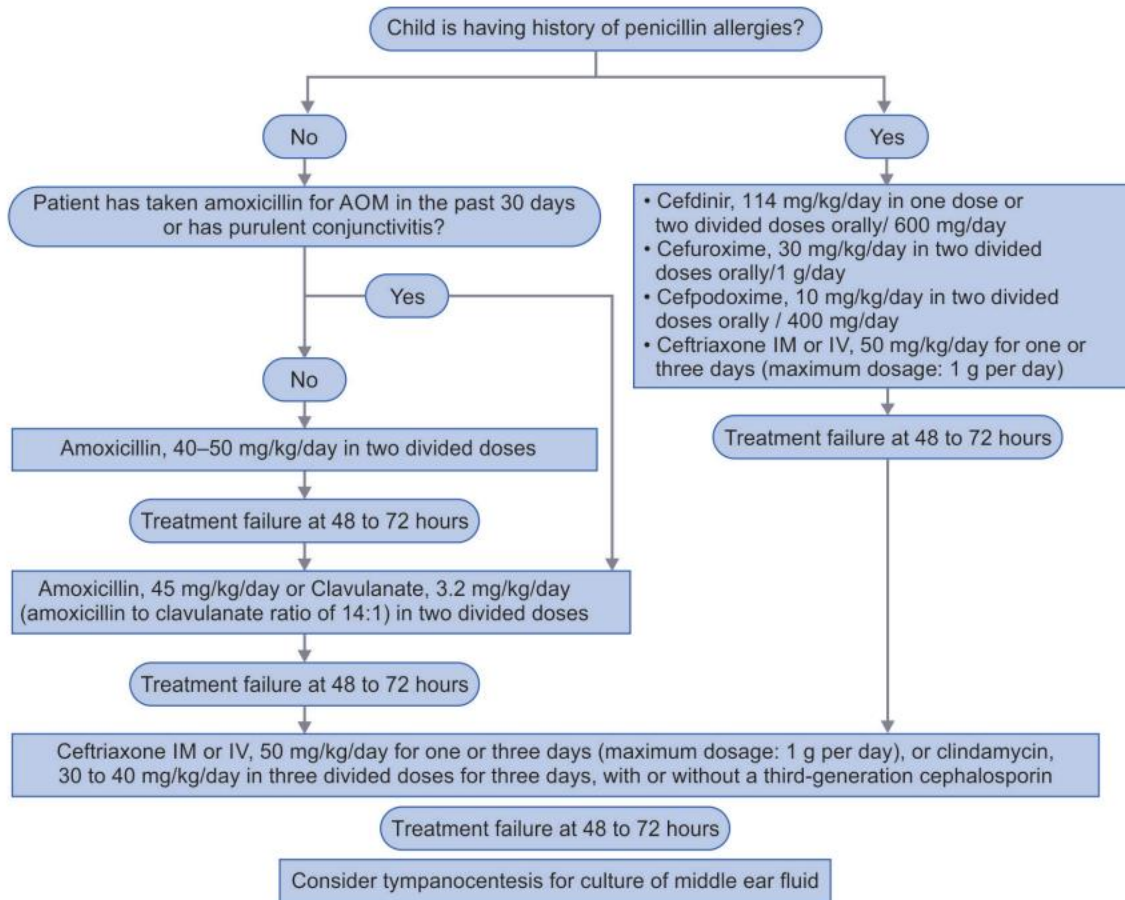 Child is having history of penicillin allergies?
No
Yes
Patient has taken amoxicillin for AOM in the past 30 days
or has purulent conjunctivitis?
• Cefdinir, 114 mg/kg/day in one dose or
two divided doses orally/ 600 mg/day
• Cefuroxime, 30 mg/kg/day in two divided
doses orally/1 g/day
• Cefpodoxime, 10 mg/kg/day in two divided
doses orally / 400 mg/day
• Ceftriaxone IM or IV, 50 mg/kg/day for one or
three days (maximum dosage: 1 g per day)
Yes
No
Amoxicillin, 40–50 mg/kg/day in two divided doses
Treatment failure at 48 to 72 hours
Treatment failure at 48 to 72 hours
Amoxicillin, 45 mg/kg/day or Clavulanate, 3.2 mg/kg/day
(amoxicillin to clavulanate ratio of 14:1) in two divided doses
Treatment failure at 48 to 72 hours
Ceftriaxone IM or IV, 50 mg/kg/day for one or three days (maximum dosage: 1 g per day), or clindamycin,
30 to 40 mg/kg/day in three divided doses for three days, with or without a third-generation cephalosporin
Treatment failure at 48 to 72 hours
Consider tympanocentesis for culture of middle ear fluid